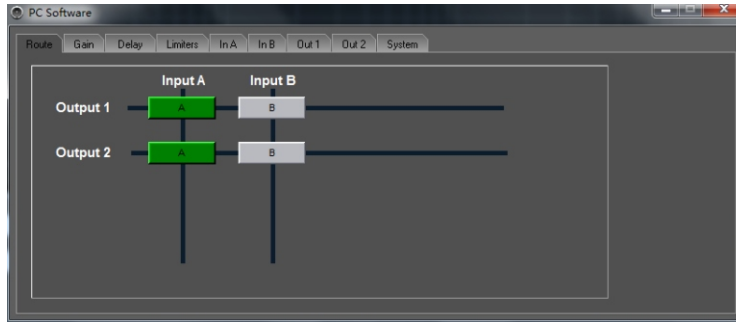 PC Software
Route Gain Delay Limiters In A In B Out 1 Out 2 System
Input A Input B
Output 1 A B
Output 2 A B